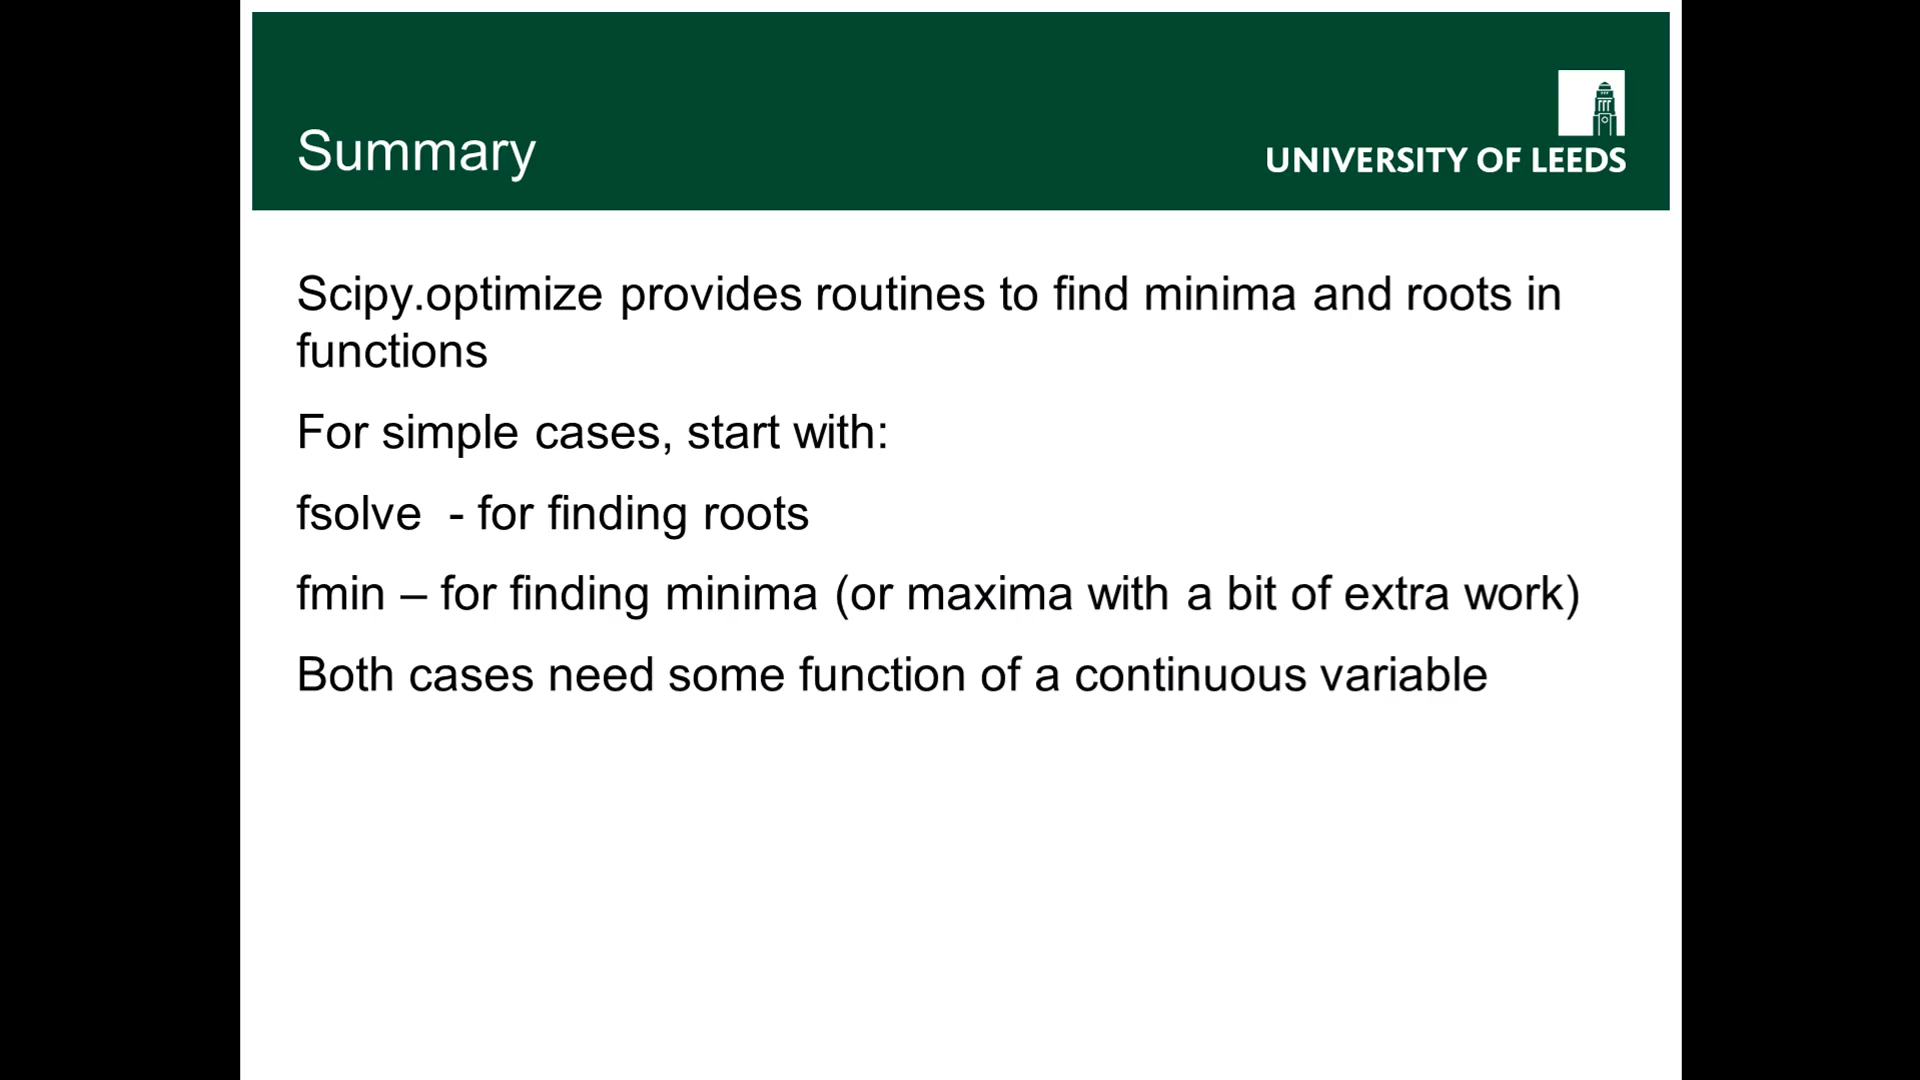 Summary
UNIVERSITY OF LEEDS
Scipy.optimize provides routines to find minima and roots in
functions
For simple cases, start with:
fsolve  - for finding roots
fmin – for finding minima (or maxima with a bit of extra work)
Both cases need some function of a continuous variable